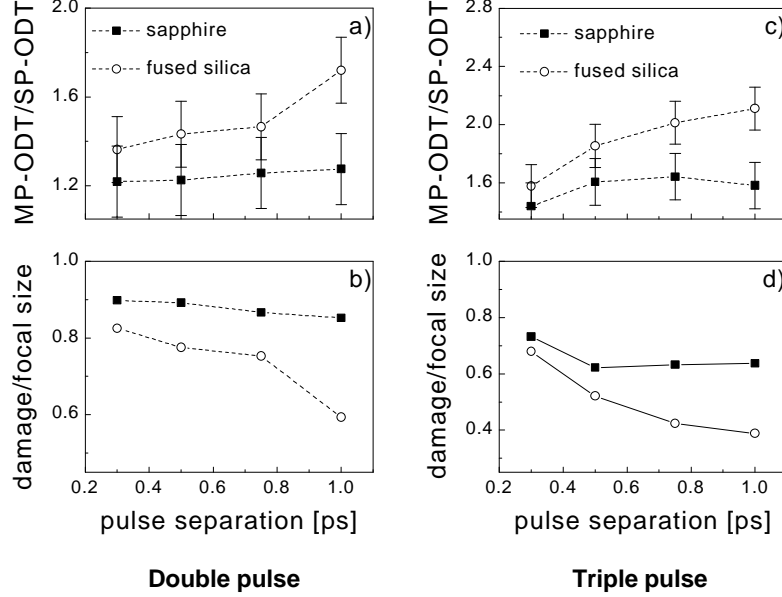 MP-ODT/SP-ODT
2.0
1.6
1.2
sapphire
fused silica
a)
damage/focal size
1.0
0.8
0.6
b)
0.2 0.4 0.6 0.8 1.0
pulse separation [ps]
Double pulse
MP-ODT/SP-ODT
2.8
2.4
2.0
1.6
sapphire
fused silica
c)
damage/focal size
1.0
0.8
0.6
0.4
d)
0.2 0.4 0.6 0.8 1.0
pulse separation [ps]
Triple pulse